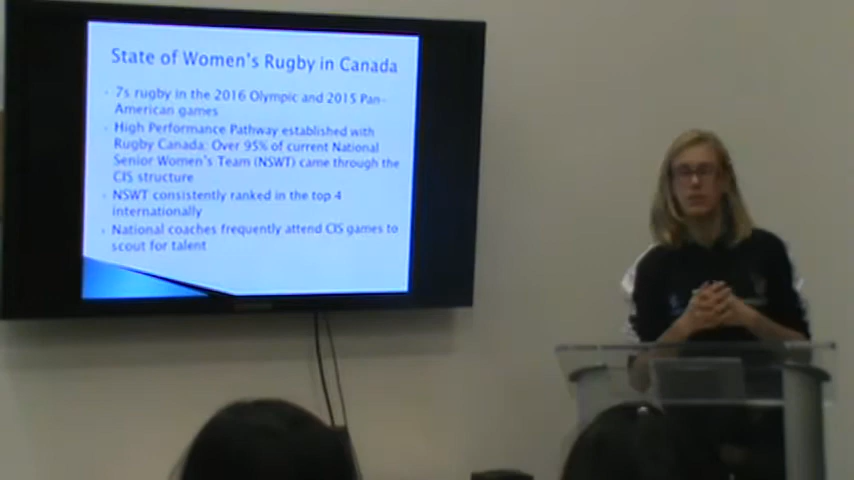 State of Women's Rugby in Canada
7s rugby in the 2016 Olympic and 2015 Pan-
American games
High Performance Pathway established with
Rugby Canada: Over 95% of current National
Senior Women's Team (NSWT) came through the
CIS structure
NSWT consistently ranked in the top 4
internationally
National coaches frequently attend CIS games to
scout for talent